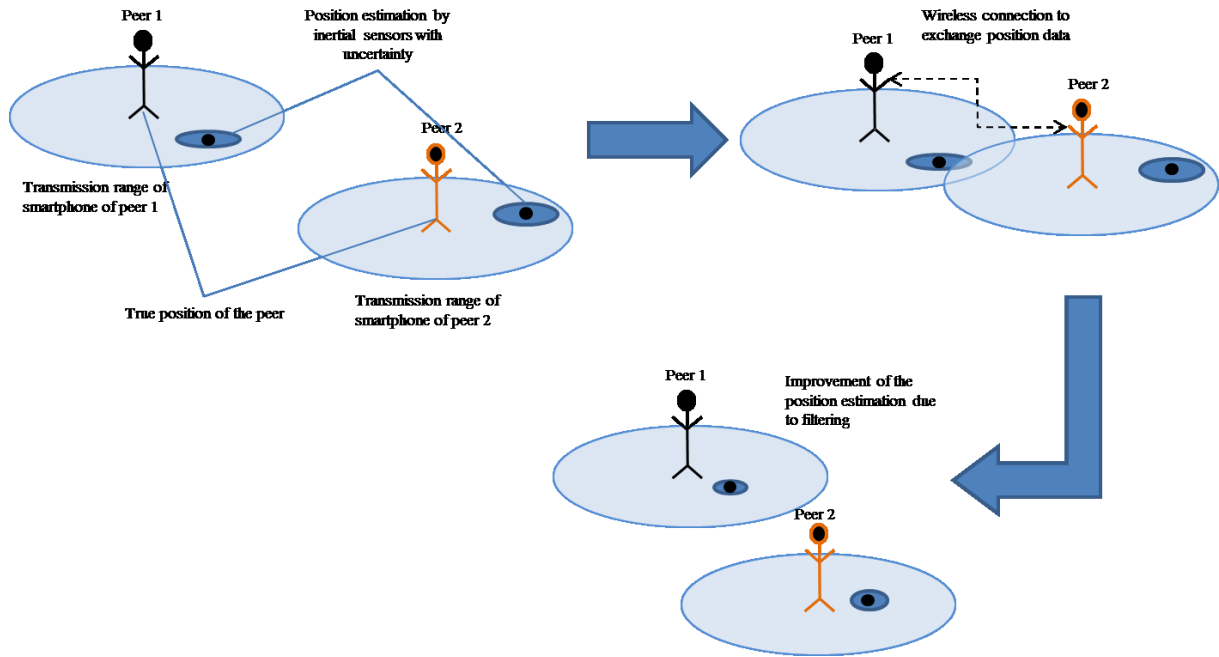 Peer 1
Position estimation by
inertial sensors with
uncertainty
Peer 2
Transmission range of
smartphone of peer 1
True position of the peer
Transmission range of
smartphone of peer 2
Wireless connection to
exchange position data
Peer 1
Peer 2
Peer 1
Improvement of the
position estimation due
to filtering
Peer 2